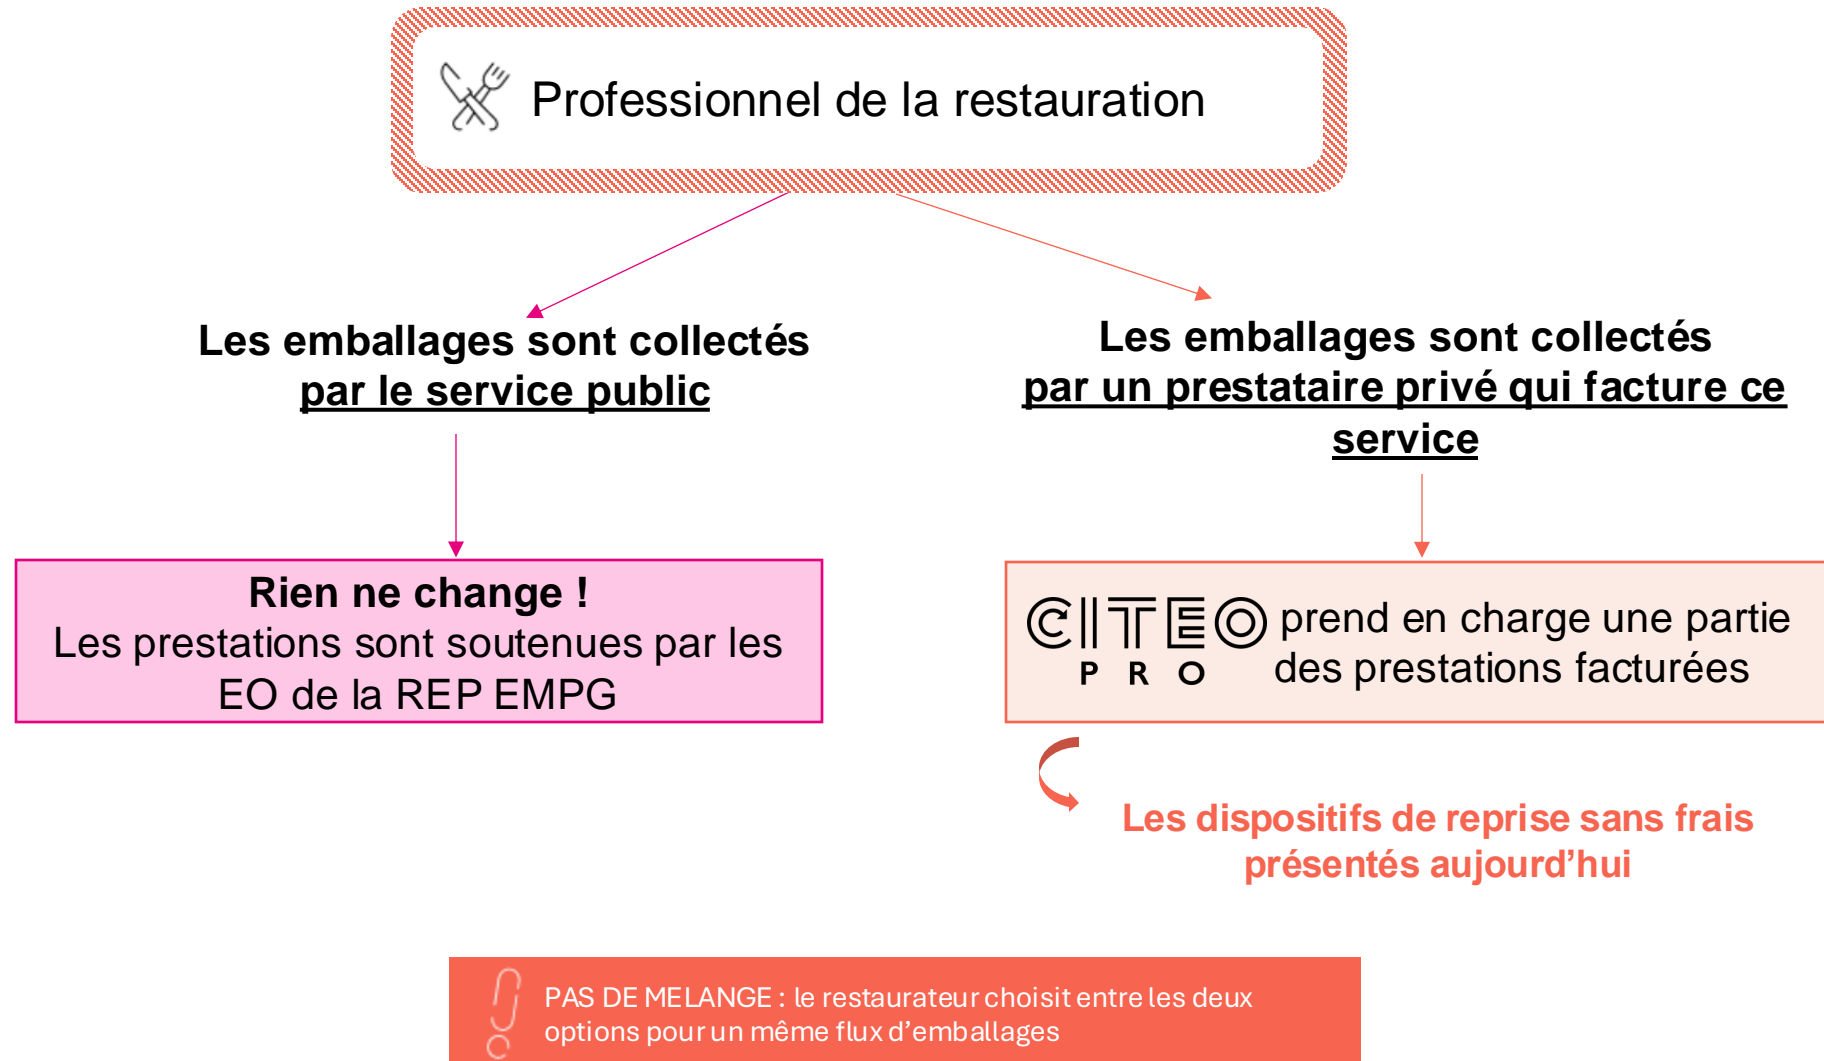 Professionnel de la restauration
Les emballages sont collectés
par le service public
Les emballages sont collectés
par un prestataire privé qui facture ce
service
Rien ne change !
Les prestations sont soutenues par les
EO de la REP EMPG
CITEO
PRO
prend en charge une partie
des prestations facturées
Les dispositifs de reprise sans frais
présentés aujourd’hui
PAS DE MELANGE : le restaurateur choisit entre les deux
options pour un même flux d’emballages